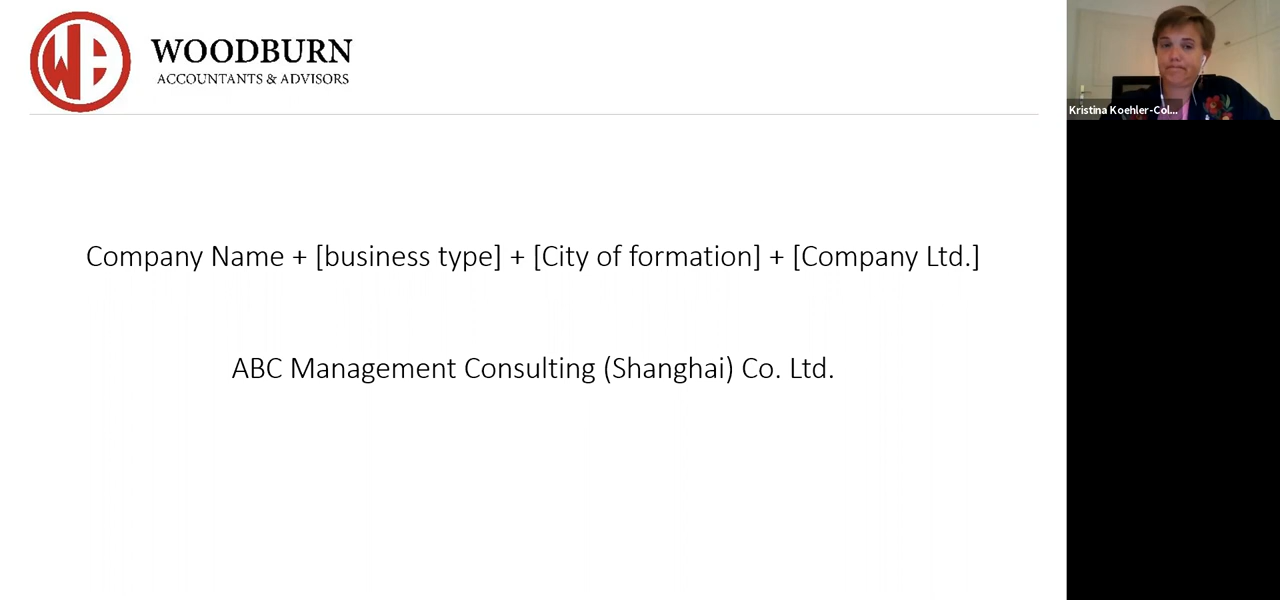 WOODBURN
ACCOUNTANTS & ADVISORS
Kristina Koehler-Col...
Company Name + [business type] + [City of formation] + [Company Ltd.]
ABC Management Consulting (Shanghai) Co. Ltd.